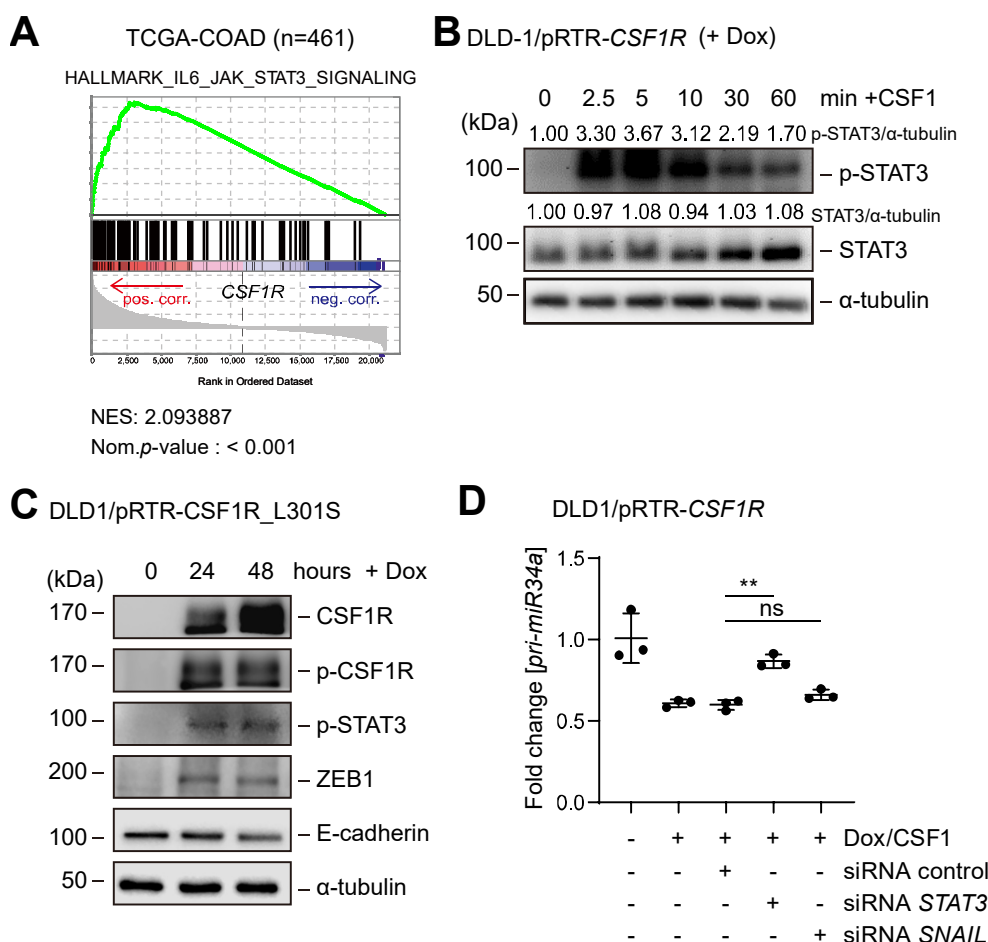 A
TCGA-COAD (n=461)
HALLMARK_IL6_JAK_STAT3_SIGNALING
pos. corr.
CSF1R
neg. corr.
0 2,500 5,000 7,500 10,000 12,500 15,000 17,500 20,000
Rank in Ordered Dataset
NES: 2.093887
Nom.p-value : < 0.001
B DLD-1/pRTR-CSF1R (+ Dox)
0 2.5 5 10 30 60 min +CSF1
(kDa)
1.00 3.30 3.67 3.12 2.19 1.70 p-STAT3/α-tubulin
100 – – p-STAT3
1.00 0.97 1.08 0.94 1.03 1.08 STAT3/α-tubulin
100 – – STAT3
50 – – α-tubulin
C DLD1/pRTR-CSF1R_L301S
(kDa) 0 24 48 hours + Dox
170 – – CSF1R
170 – – p-CSF1R
100 – – p-STAT3
200 – – ZEB1
100 – – E-cadherin
50 – – α-tubulin
D
DLD1/pRTR-CSF1R
Fold change [pri-miR34a]
1.5
1.0
0.5
0.0
**
ns
- + + + + Dox/CSF1
- - + - - siRNA control
- - - + - siRNA STAT3
- - - - + siRNA SNAIL